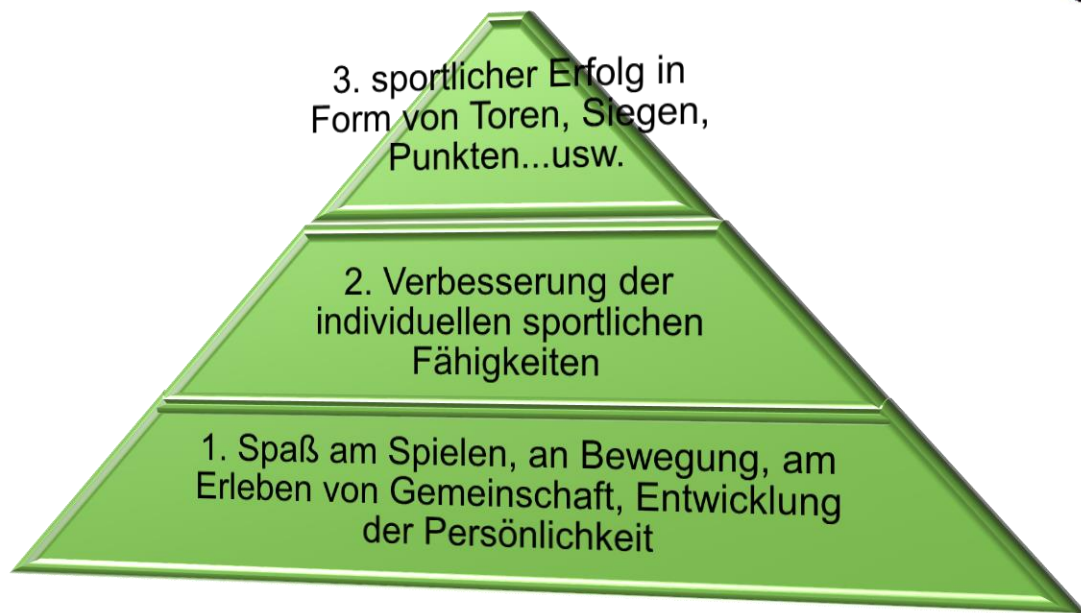 3. sportlicher Erfolg in
Form von Toren, Siegen,
Punkten...usw.
2. Verbesserung der
individuellen sportlichen
Fähigkeiten
1. Spaß am Spielen, an Bewegung, am
Erleben von Gemeinschaft, Entwicklung
der Persönlichkeit